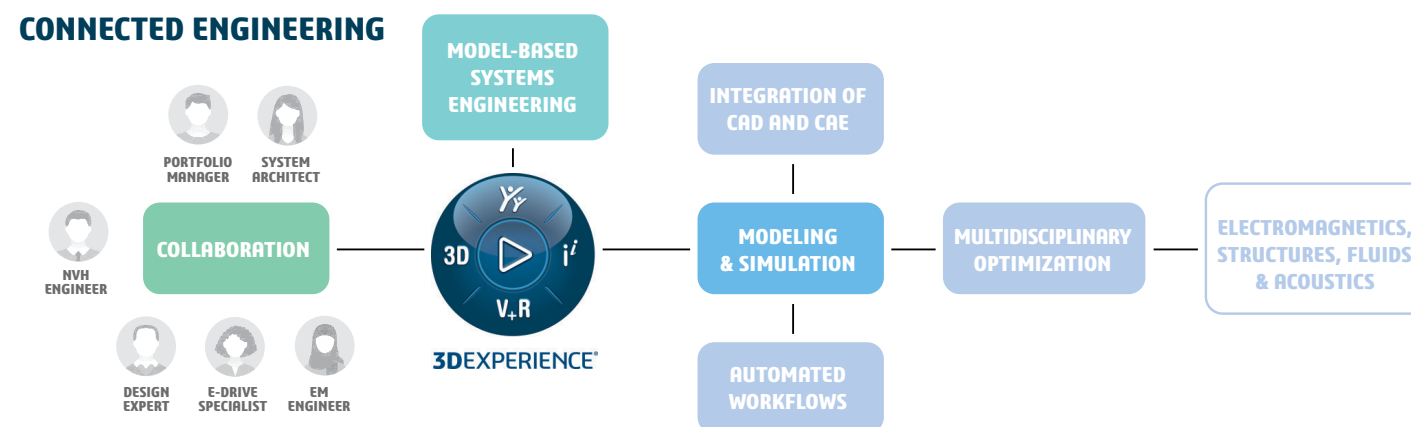 CONNECTED ENGINEERING
MODEL-BASED
SYSTEMS
ENGINEERING
INTEGRATION OF
CAD AND CAE
PORTFOLIO
MANAGER
SYSTEM
ARCHITECT
NVH
ENGINEER
COLLABORATION
3D
i i
V+R
3DEXPERIENCE®
MODELING
& SIMULATION
MULTIDISCIPLINARY
OPTIMIZATION
ELECTROMAGNETICS,
STRUCTURES, FLUIDS
& ACOUSTICS
DESIGN
EXPERT
E-DRIVE
SPECIALIST
EM
ENGINEER
AUTOMATED
WORKFLOWS